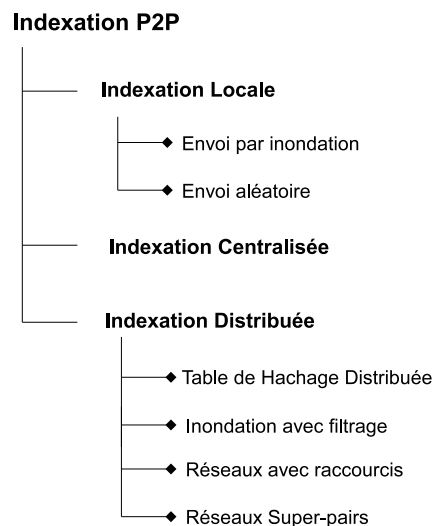 Indexation P2P
Indexation Locale
Envoi par inondation
Envoi aléatoire
Indexation Centralisée
Indexation Distribuée
Table de Hachage Distribuée
Inondation avec filtrage
Réseaux avec raccourcis
Réseaux Super-pairs